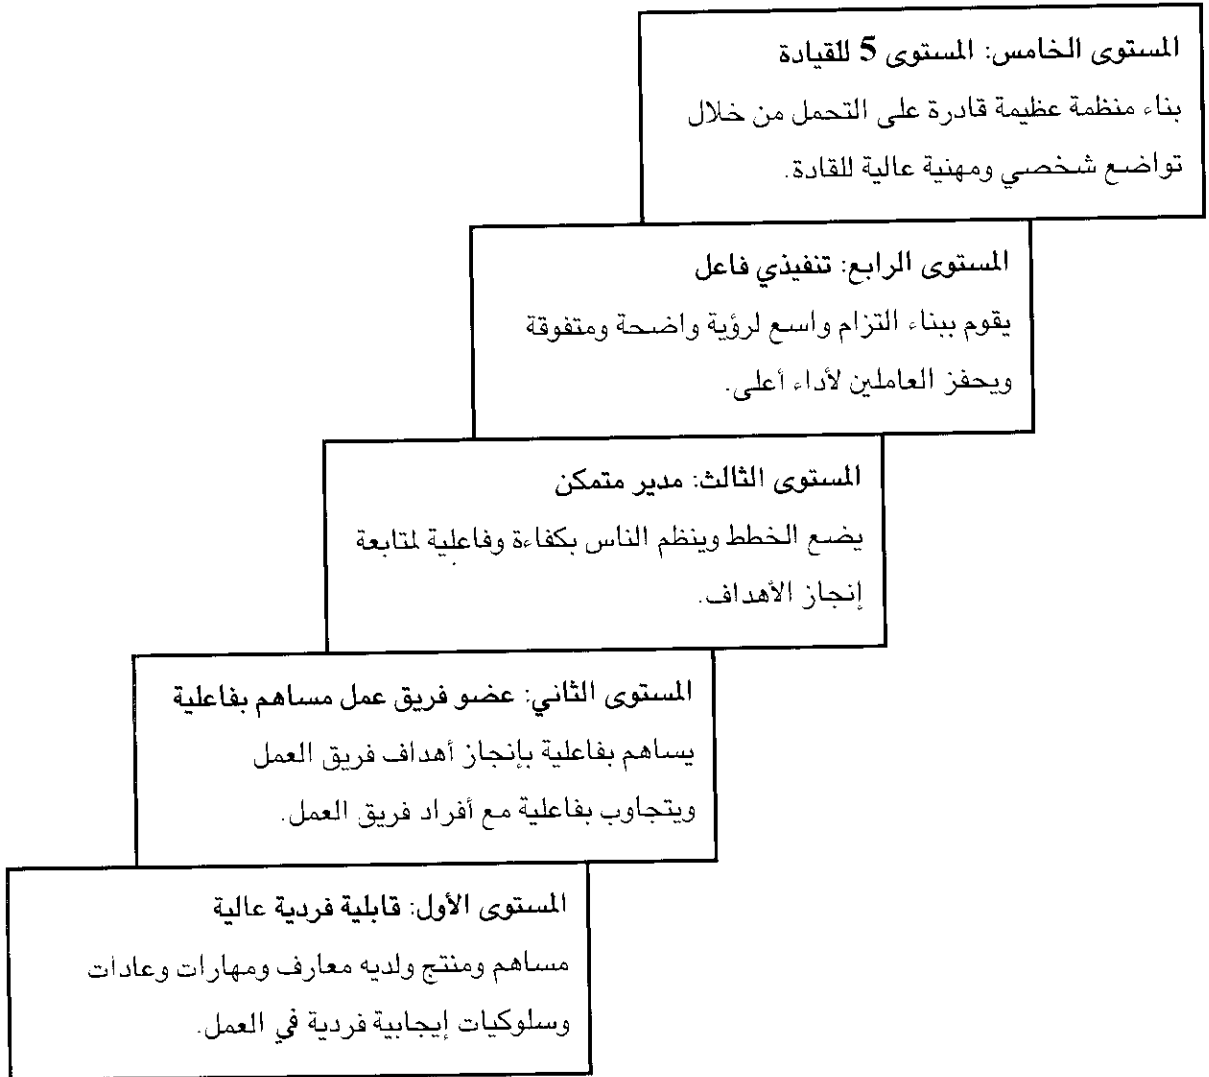 المستوى الخامس: المستوى 5 للقيادة
بناء منظمة عظيمة قادرة على التحمل من خلال
تواضع شخصي ومهنية عالية للقادة.
المستوى الرابع: تنفيذي فاعل
يقوم ببناء التزام واسع لرؤية واضحة ومتفوقة
ويحفز العاملين لأداء أعلى.
المستوى الثالث: مدير متمكن
يضع الخطط وينظم الناس بكفاءة وفاعلية لمتابعة
إنجاز الأهداف.
المستوى الثاني: عضو فريق عمل مساهم بفاعلية
يساهم بفاعلية بإنجاز أهداف فريق العمل
ويتجاوب بفاعلية مع أفراد فريق العمل.
المستوى الأول: قابلية فردية عالية
مساهم ومنتج ولديه معارف ومهارات وعادات
وسلوكيات إيجابية فردية في العمل.